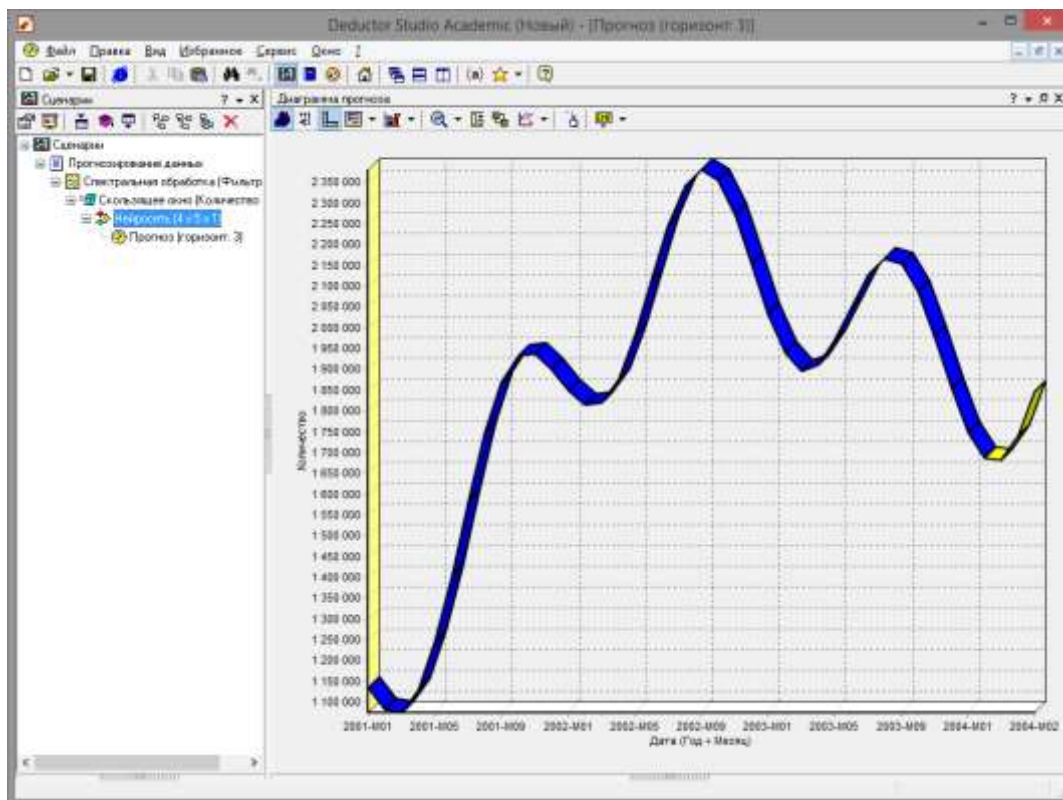 Deductor Studio Academic (Новый) - [Прогноз (горизонт: 3)]
Файл Правка Вид Избранное Сервис Окно ?
Сценарии
Диаграмма прогноза
Сценарии
Прогнозирование данных
Спектральная обработка (Фильтр
Скользящее окно (Количество
Нейросеть (4 x 5 x 1)
Прогноз (горизонт: 3)
2 350 000
2 300 000
2 250 000
2 200 000
2 150 000
2 100 000
2 050 000
2 000 000
1 950 000
1 900 000
1 850 000
1 800 000
1 750 000
1 700 000
1 650 000
1 600 000
1 550 000
1 500 000
1 450 000
1 400 000
1 350 000
1 300 000
1 250 000
1 200 000
1 150 000
1 100 000
Количество
2001-M01 2001-M05 2001-M09 2002-M01 2002-M05 2002-M09 2003-M01 2003-M05 2003-M09 2004-M01 2004-M02
Дата (Год + Месяц)